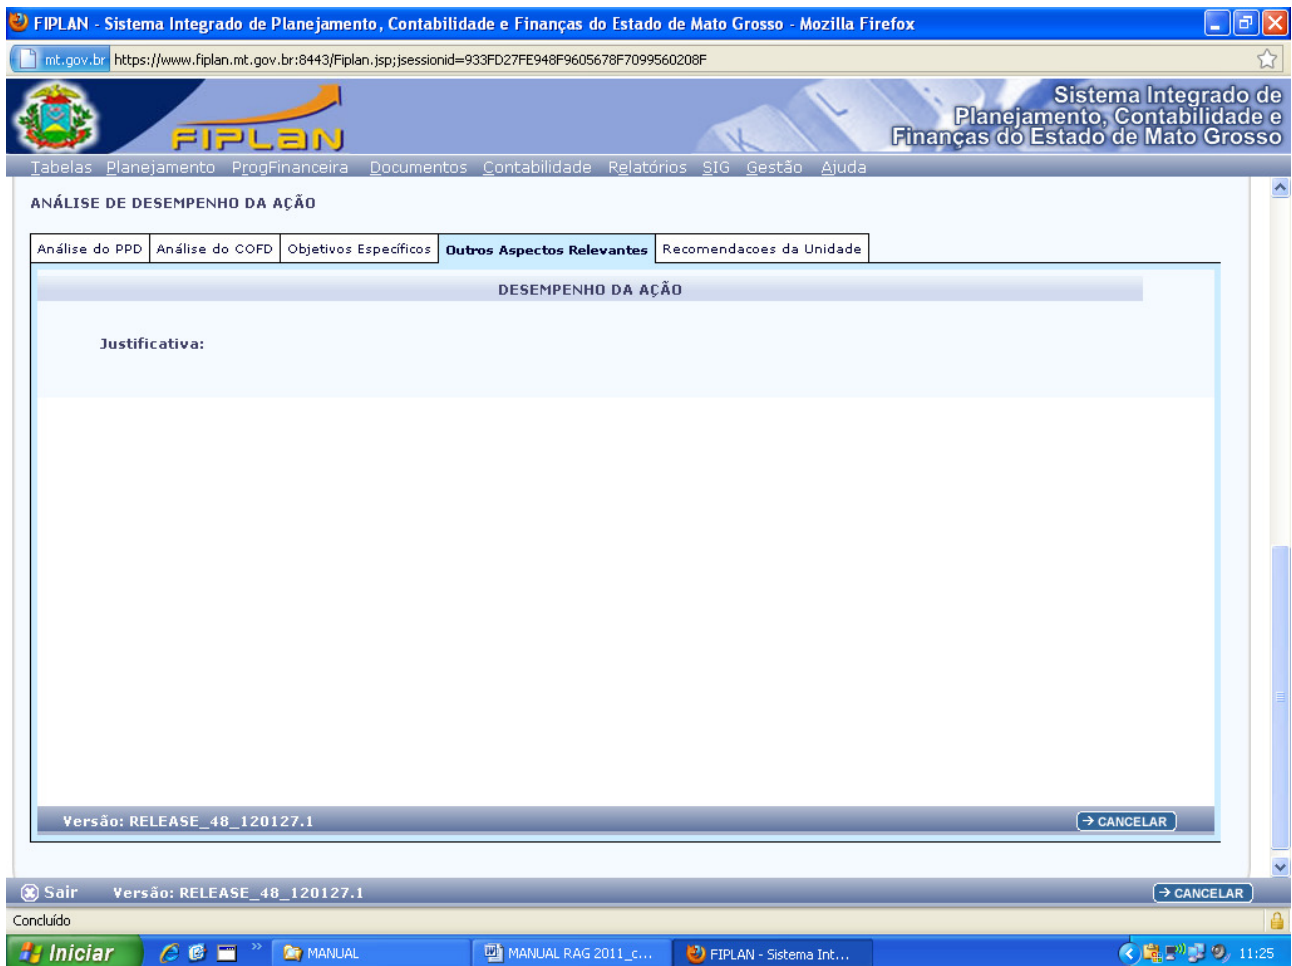 FIPLAN - Sistema Integrado de Planejamento, Contabilidade e Finanças do Estado de Mato Grosso - Mozilla Firefox
mt.gov.br https://www.fiplan.mt.gov.br:8443/Fiplan.jsp;jsessionid=933FD27FE948F9605678F7099560208F
FIPLAN
Sistema Integrado de
Planejamento, Contabilidade e
Finanças do Estado de Mato Grosso
Tabelas Planejamento ProgFinanceira Documentos Contabilidade Relatórios SIG Gestão Ajuda
ANÁLISE DE DESEMPENHO DA AÇÃO
Análise do PPD Análise do COFD Objetivos Específicos Outros Aspectos Relevantes Recomendacoes da Unidade
DESEMPENHO DA AÇÃO
Justificativa:
Versão: RELEASE_48_120127.1 CANCELAR
Sair Versão: RELEASE_48_120127.1 CANCELAR
Concluído
Iniciar » MANUAL MANUAL RAG 2011_c... FIPLAN - Sistema Int... 11:25